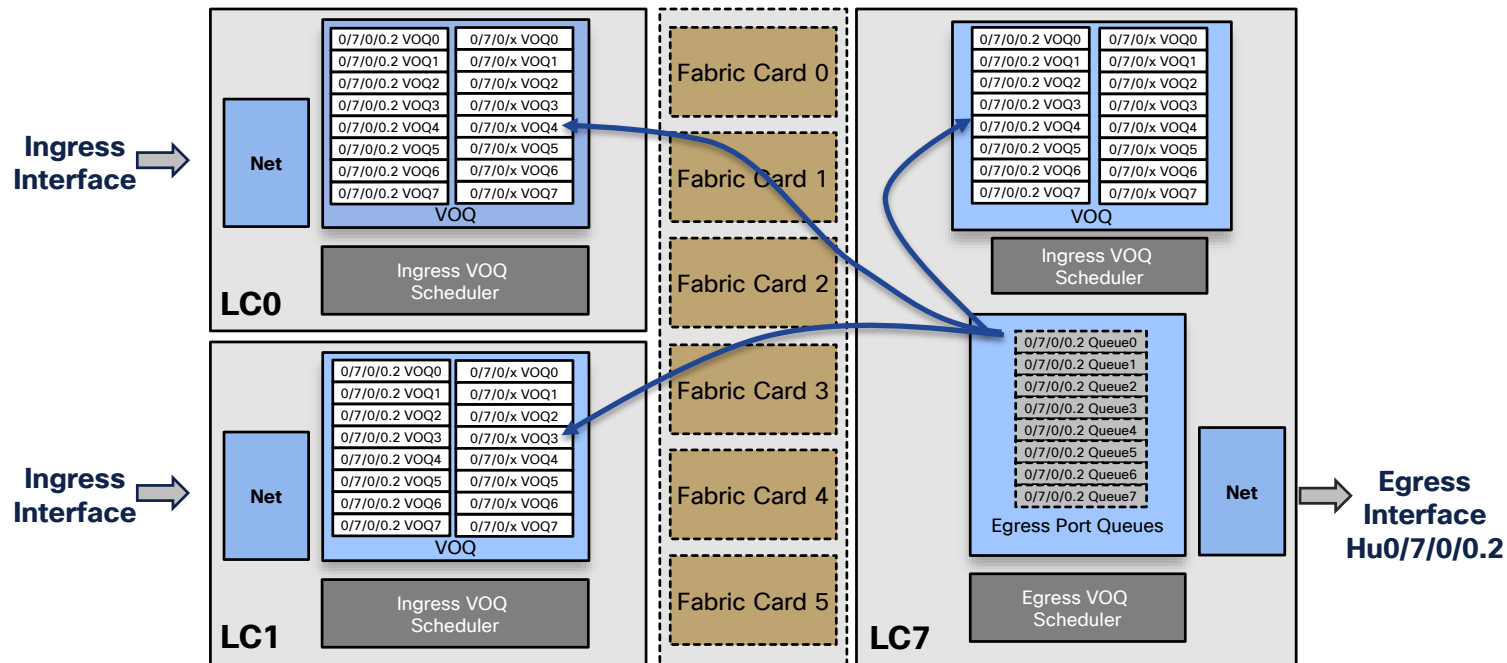 0/7/0/0.2 VOQ0
0/7/0/0.2 VOQ1
0/7/0/0.2 VOQ2
0/7/0/0.2 VOQ3
0/7/0/0.2 VOQ4
0/7/0/0.2 VOQ5
0/7/0/0.2 VOQ6
0/7/0/0.2 VOQ7
0/7/0/x VOQ0
0/7/0/x VOQ1
0/7/0/x VOQ2
0/7/0/x VOQ3
0/7/0/x VOQ4
0/7/0/x VOQ5
0/7/0/x VOQ6
0/7/0/x VOQ7
VOQ
Ingress
Interface
Net
Ingress VOQ
Scheduler
LC0
0/7/0/0.2 VOQ0
0/7/0/0.2 VOQ1
0/7/0/0.2 VOQ2
0/7/0/0.2 VOQ3
0/7/0/0.2 VOQ4
0/7/0/0.2 VOQ5
0/7/0/0.2 VOQ6
0/7/0/0.2 VOQ7
0/7/0/x VOQ0
0/7/0/x VOQ1
0/7/0/x VOQ2
0/7/0/x VOQ3
0/7/0/x VOQ4
0/7/0/x VOQ5
0/7/0/x VOQ6
0/7/0/x VOQ7
VOQ
Ingress
Interface
Net
Ingress VOQ
Scheduler
LC1
Fabric Card 0
Fabric Card 1
Fabric Card 2
Fabric Card 3
Fabric Card 4
Fabric Card 5
0/7/0/0.2 VOQ0
0/7/0/0.2 VOQ1
0/7/0/0.2 VOQ2
0/7/0/0.2 VOQ3
0/7/0/0.2 VOQ4
0/7/0/0.2 VOQ5
0/7/0/0.2 VOQ6
0/7/0/0.2 VOQ7
0/7/0/x VOQ0
0/7/0/x VOQ1
0/7/0/x VOQ2
0/7/0/x VOQ3
0/7/0/x VOQ4
0/7/0/x VOQ5
0/7/0/x VOQ6
0/7/0/x VOQ7
VOQ
Ingress VOQ
Scheduler
0/7/0/0.2 Queue0
0/7/0/0.2 Queue1
0/7/0/0.2 Queue2
0/7/0/0.2 Queue3
0/7/0/0.2 Queue4
0/7/0/0.2 Queue5
0/7/0/0.2 Queue6
0/7/0/0.2 Queue7
Egress Port Queues
Net
Egress VOQ
Scheduler
LC7
Egress
Interface
Hu0/7/0/0.2